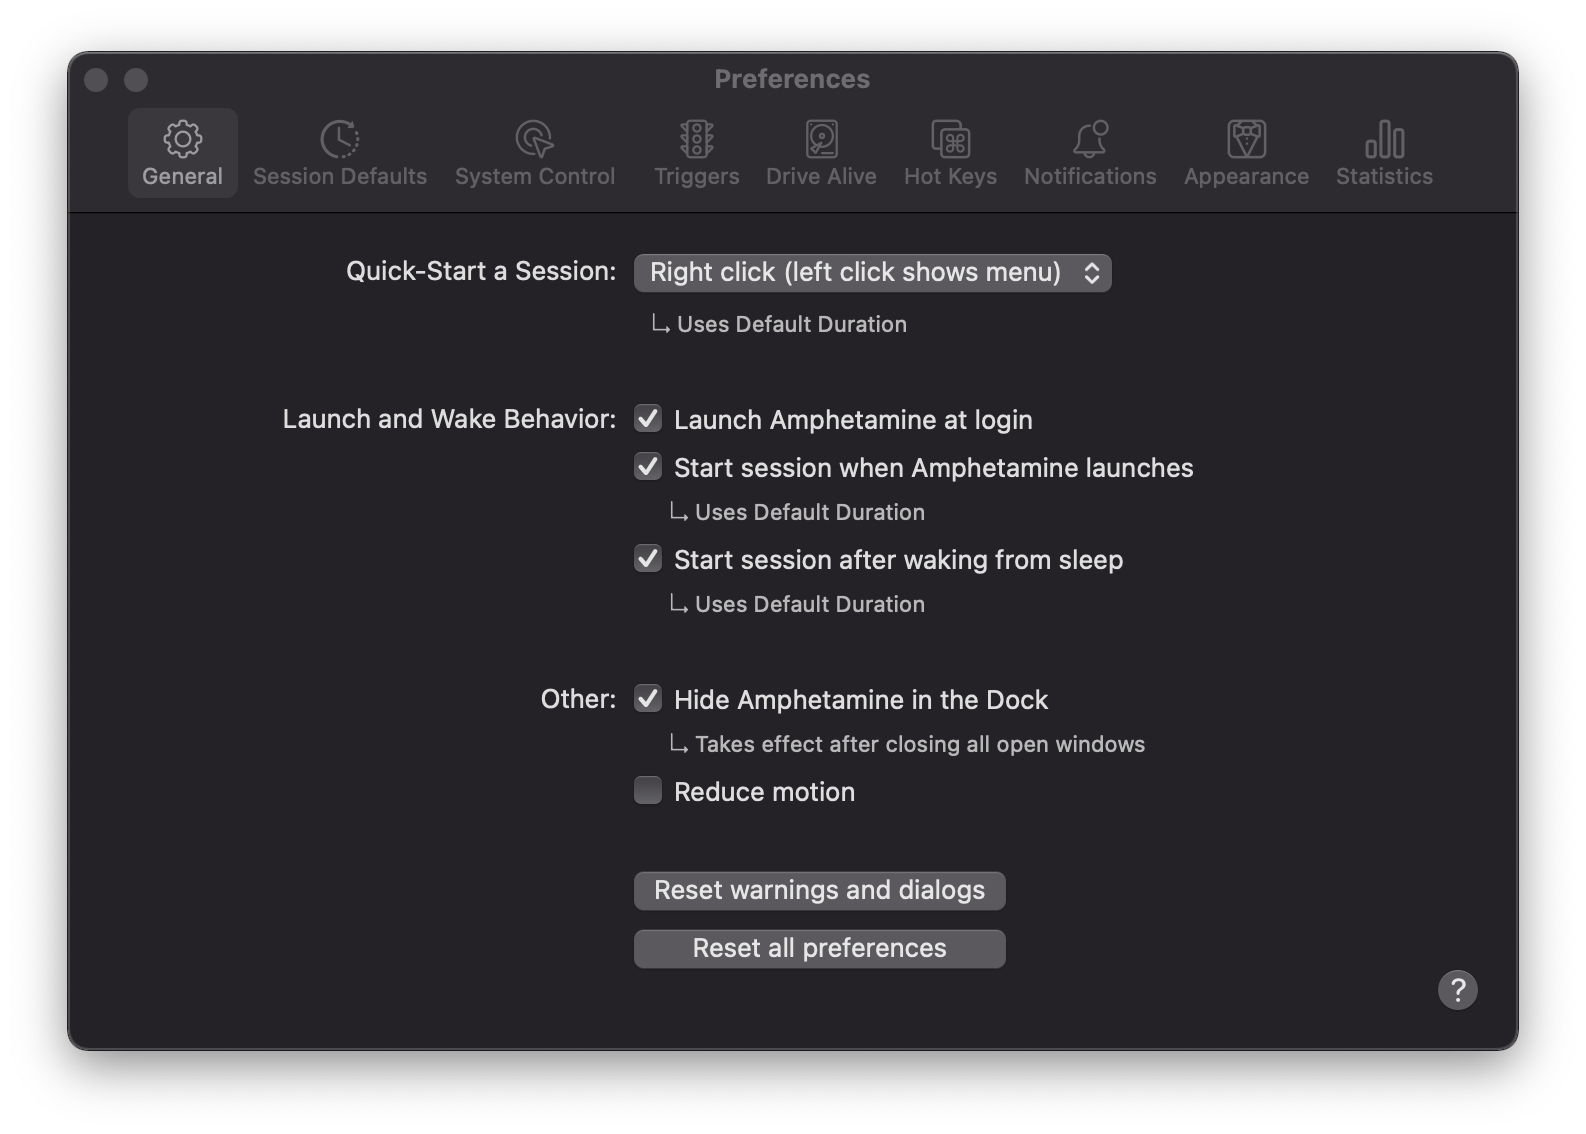 Preferences
General Session Defaults System Control Triggers Drive Alive Hot Keys Notifications Appearance Statistics
Quick-Start a Session: Right click (left click shows menu)
Uses Default Duration
Launch and Wake Behavior: Launch Amphetamine at login
Start session when Amphetamine launches
Uses Default Duration
Start session after waking from sleep
Uses Default Duration
Other: Hide Amphetamine in the Dock
Takes effect after closing all open windows
Reduce motion
Reset warnings and dialogs
Reset all preferences
?